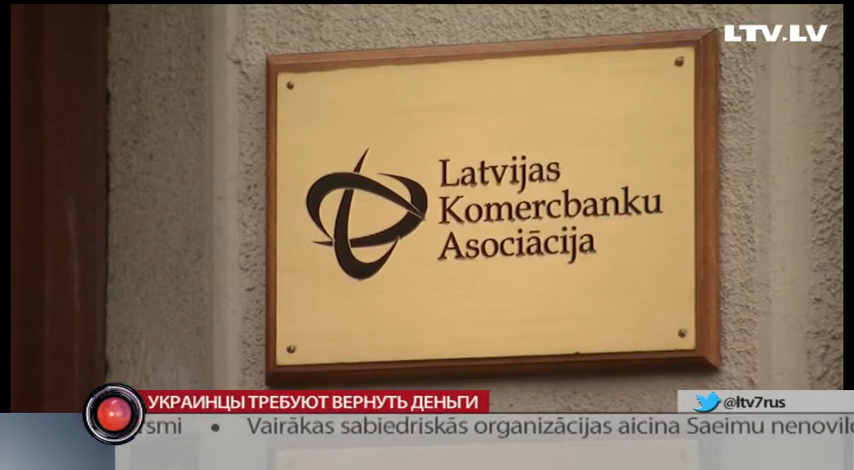 LTV.LV
Latvijas
Komercbanku
Asociācija
УКРАИНЦЫ ТРЕБУЮТ ВЕРНУТЬ ДЕНЬГИ
@ltv7rus
• Vairākas sabiedriskās organizācijas aicina Saeimu